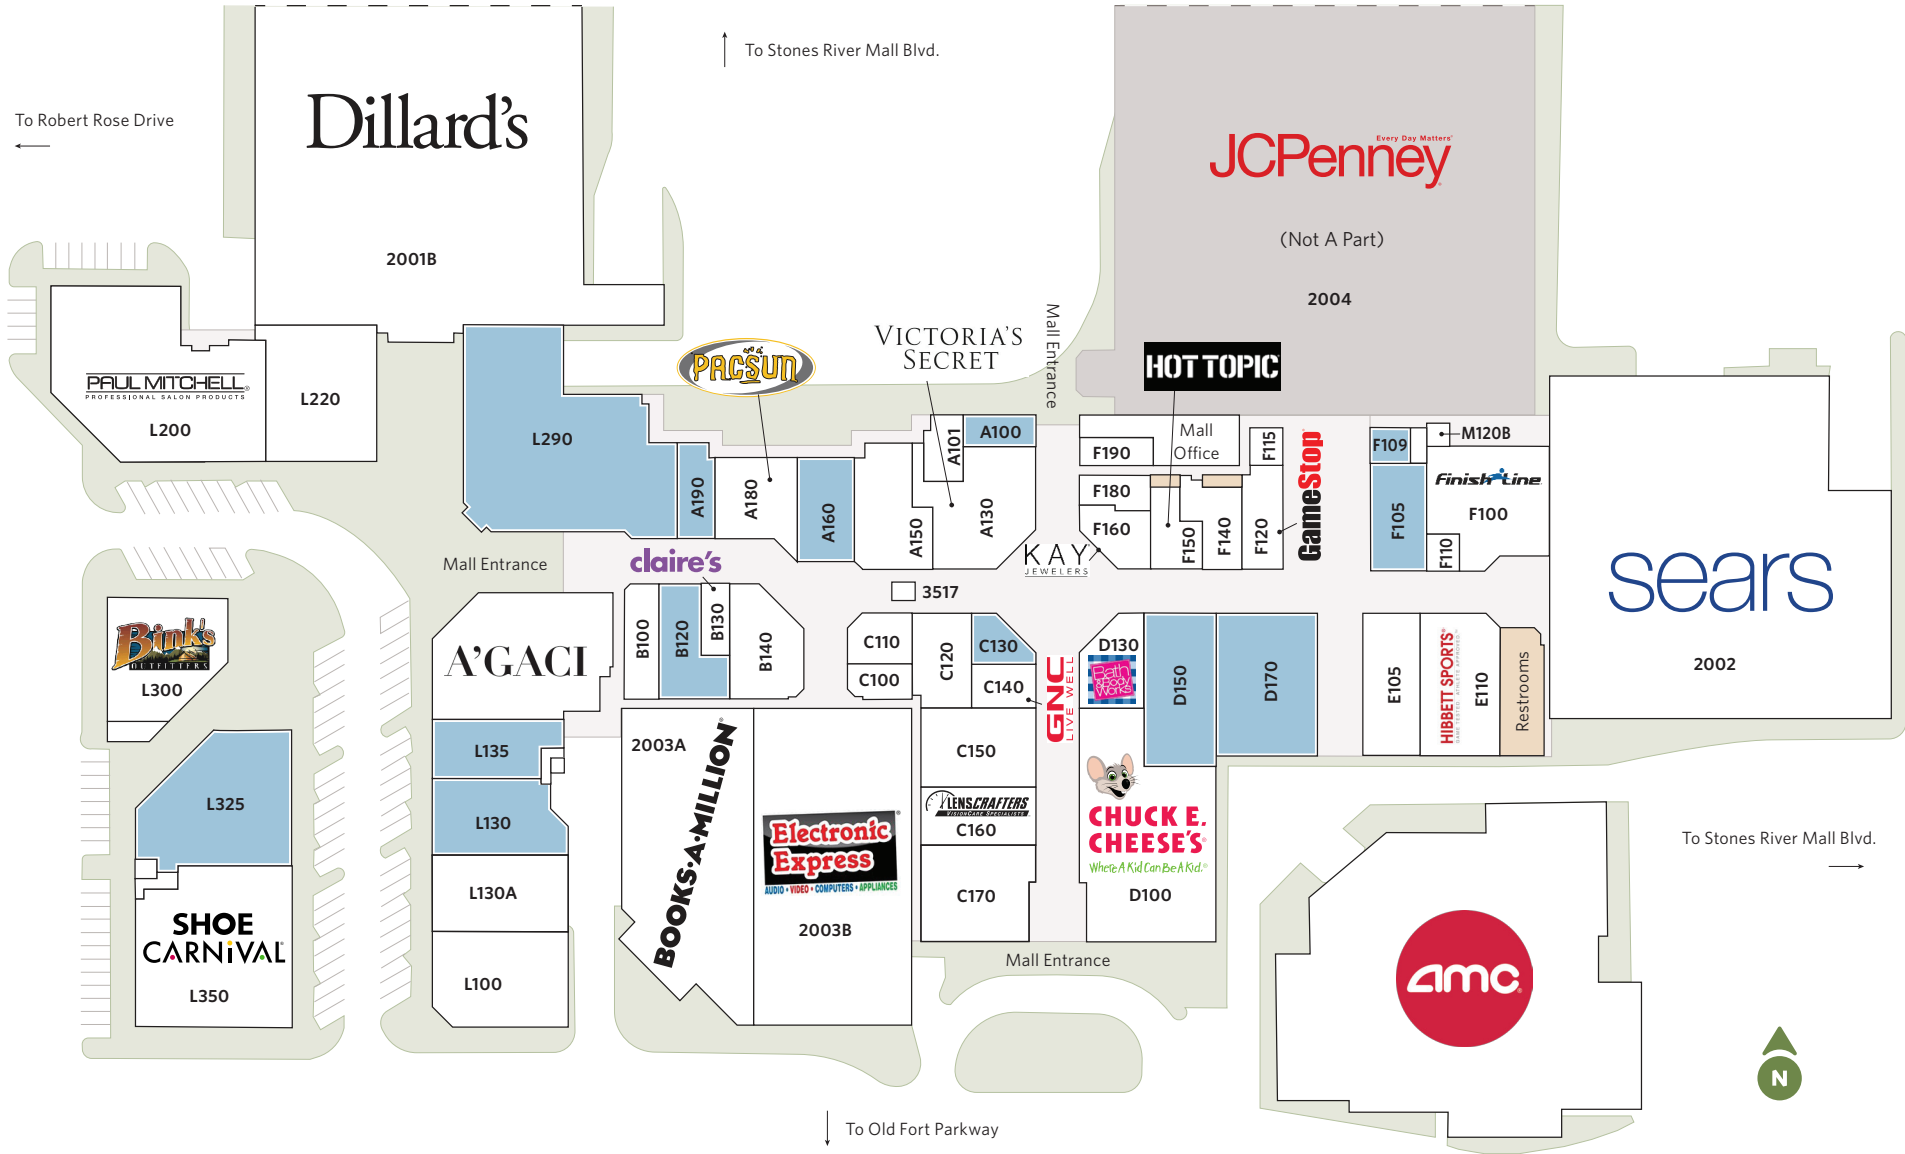 To Stones River Mall Blvd.
To Robert Rose Drive
Dillard's
2001B
Every Day Matters
JCPenney
(Not A Part)
2004
Mall Entrance
PACSUN
VICTORIA'S
SECRET
HOT TOPIC
PAUL MITCHELL
PROFESSIONAL SALON PRODUCTS
L200
L220
L290
A190
A180
A160
A150
A101
A100
A130
F190
Mall
Office
F115
F180
F160
F150
F140
F120
GameStop
F109
M120B
Finish Line
F100
F105
F110
sears
2002
Mall Entrance
claire's
KAY
JEWELERS
3517
Bink's
OUTFITTERS
L300
A'GACI
B100
B120
B130
B140
C110
C100
C120
C130
C140
GNC
LIVE WELL
D130
Bath
& Body
Works
D150
D170
E105
HIBBETT SPORTS
E110
Restrooms
L135
L325
L130
L130A
L100
SHOE
CARNiVAL
L350
2003A
BOOKS·A·MILLION
Electronic
Express
AUDIO • VIDEO • COMPUTERS • APPLIANCES
2003B
C150
LENSCRAFTERS
C160
C170
CHUCK E.
CHEESE'S
Where A Kid Can Be A Kid.
D100
Mall Entrance
To Stones River Mall Blvd.
amc
N
To Old Fort Parkway